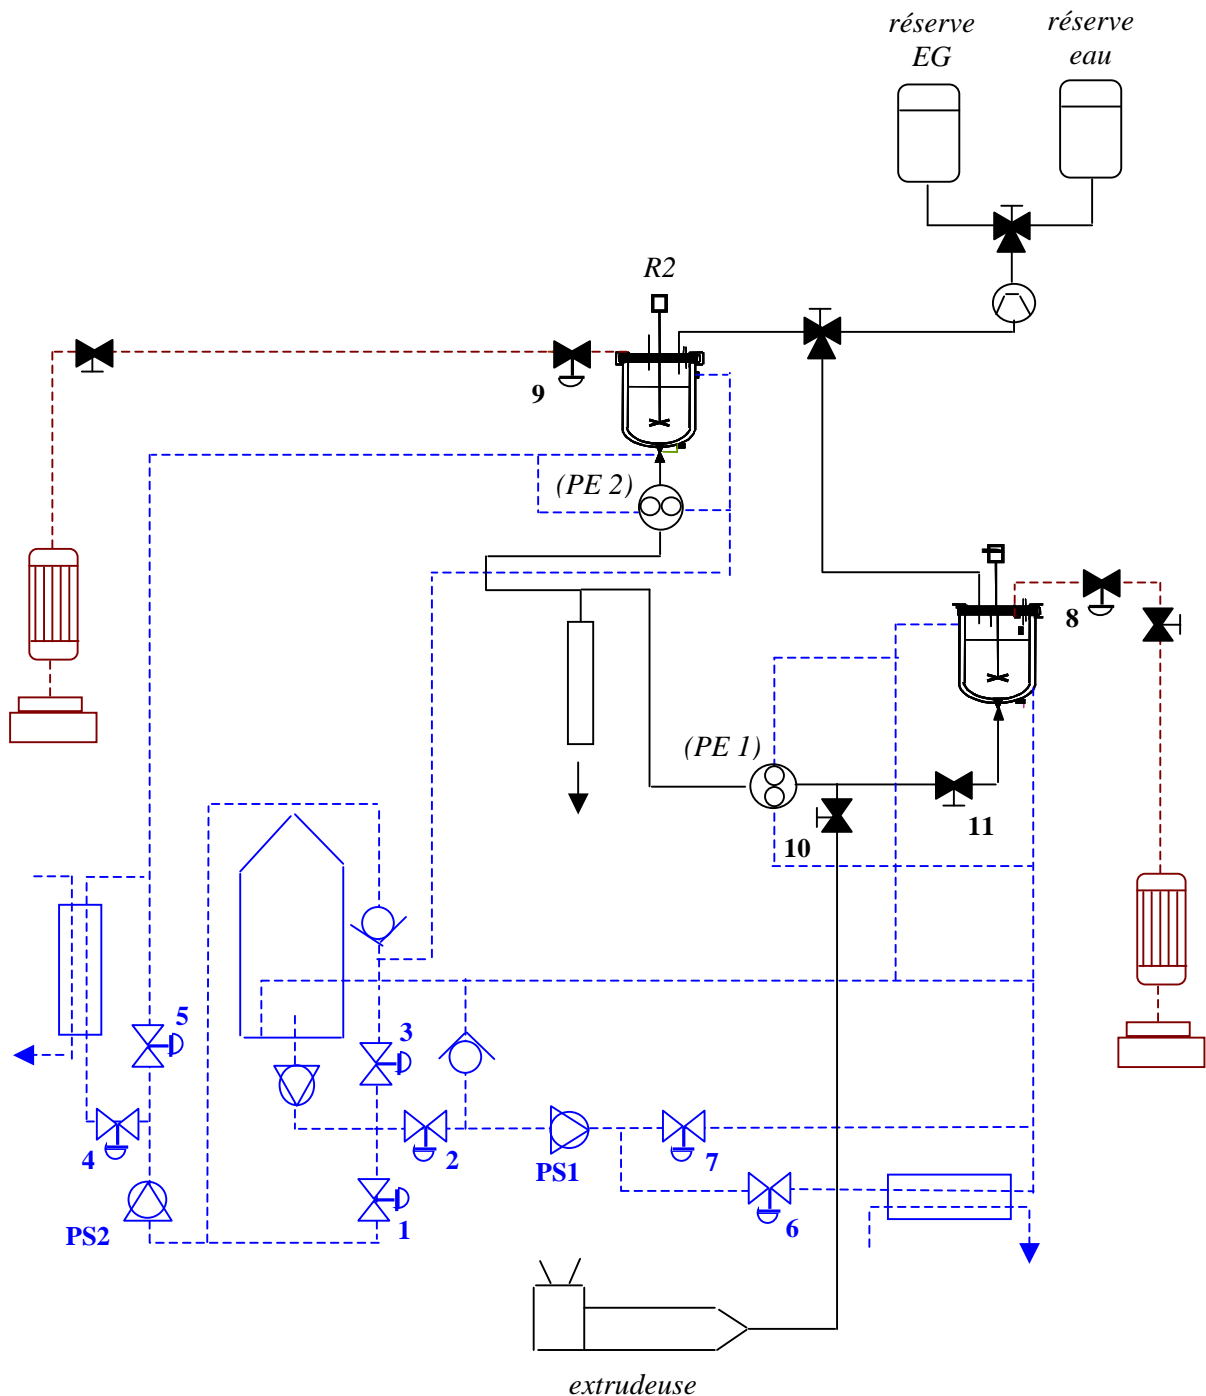 réserve
EG
réserve
eau
R2
9
(PE 2)
8
(PE 1)
10
11
5
3
4
2
PS1
7
PS2
1
6
extrudeuse